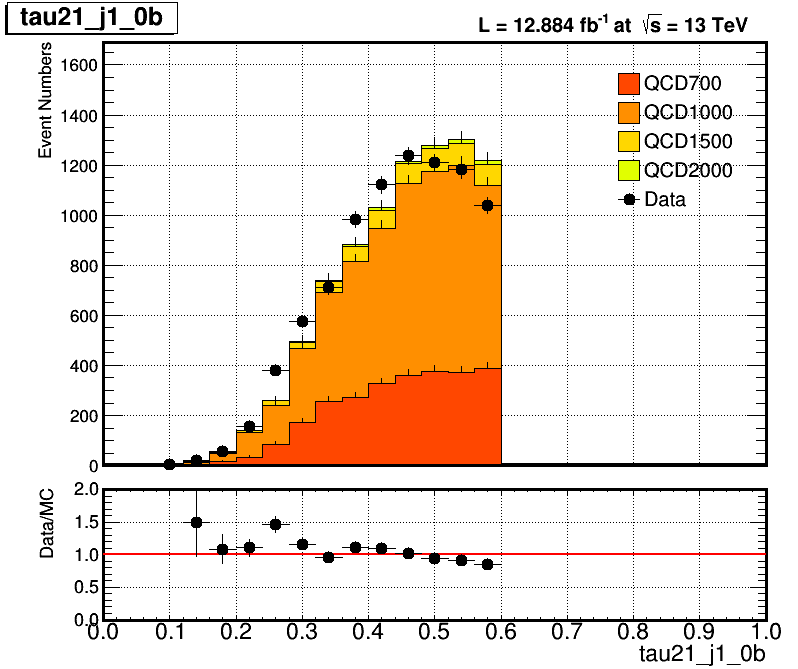 tau21_j1_0b
L = 12.884 fb⁻¹ at √s = 13 TeV
Event Numbers
1600
1400
1200
1000
800
600
400
200
0
QCD700
QCD1000
QCD1500
QCD2000
Data
Data/MC
2.0
1.5
1.0
0.5
0.0
0.0 0.1 0.2 0.3 0.4 0.5 0.6 0.7 0.8 0.9 1.0
tau21_j1_0b